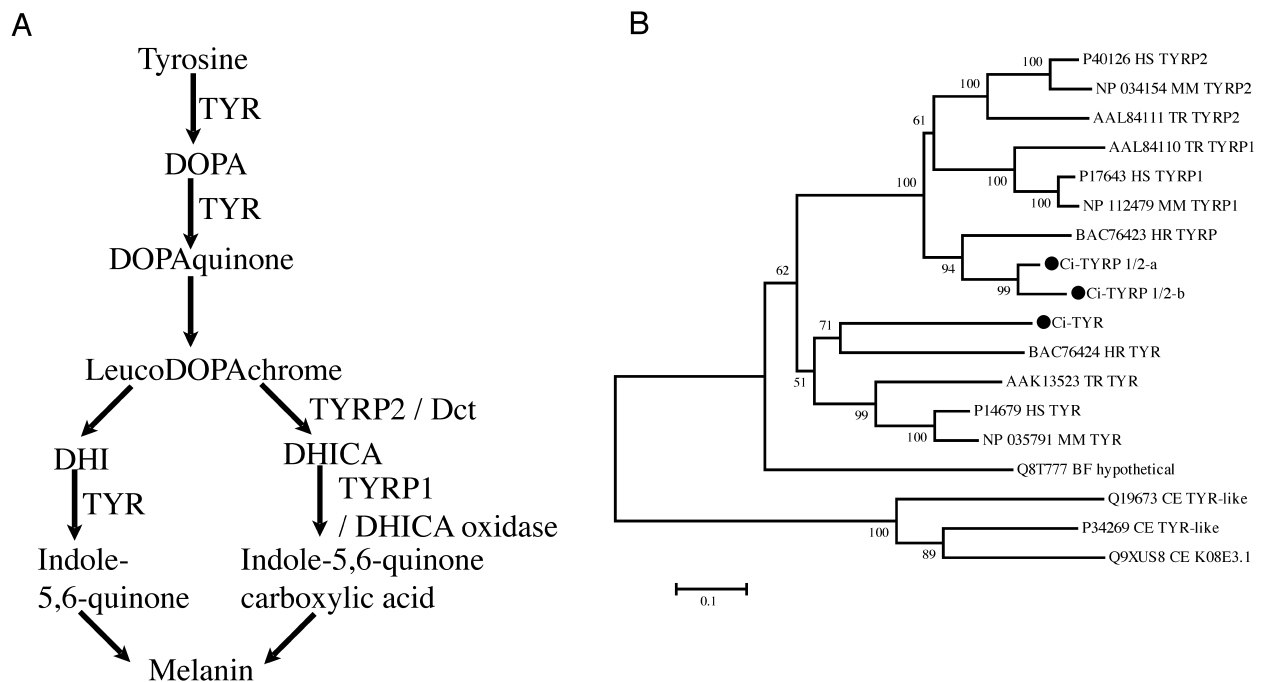 A
Tyrosine
TYR
DOPA
TYR
DOPAquinone
LeucoDOPAchrome
TYRP2 / Dct
DHI
DHICA
TYR
TYRP1
/ DHICA oxidase
Indole-
5,6-quinone
Indole-5,6-quinone
carboxylic acid
Melanin
B
100
P40126 HS TYRP2
100
NP 034154 MM TYRP2
AAL84111 TR TYRP2
61
AAL84110 TR TYRP1
100
P17643 HS TYRP1
100
100
NP 112479 MM TYRP1
BAC76423 HR TYRP
94
Ci-TYRP 1/2-a
99
Ci-TYRP 1/2-b
62
71
Ci-TYR
BAC76424 HR TYR
51
AAK13523 TR TYR
99
P14679 HS TYR
100
NP 035791 MM TYR
Q8T777 BF hypothetical
Q19673 CE TYR-like
100
P34269 CE TYR-like
89
Q9XUS8 CE K08E3.1
0.1